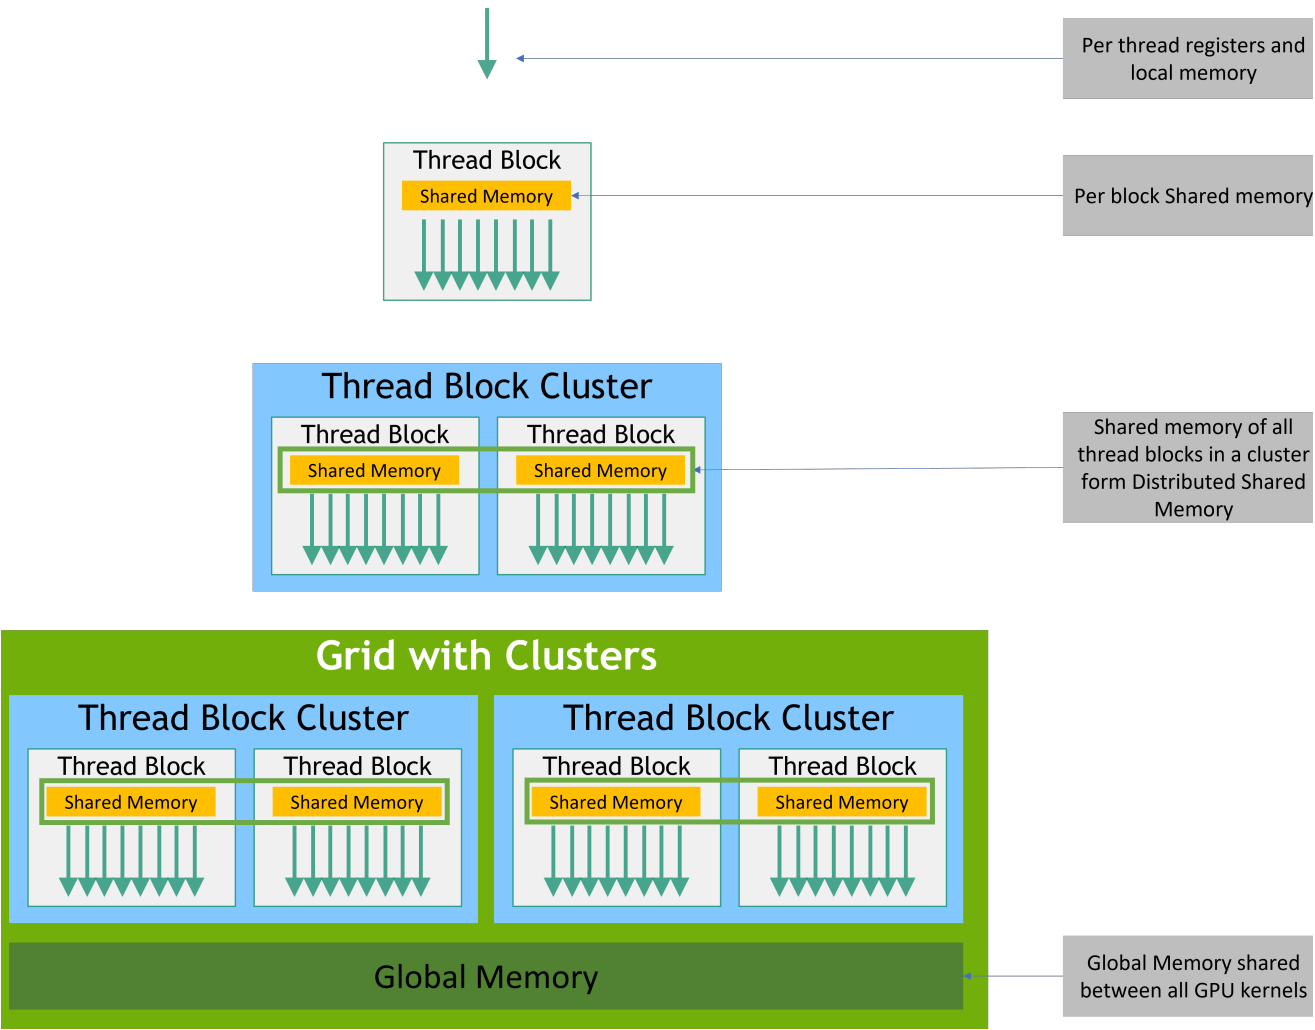 Per thread registers and
local memory
Thread Block
Shared Memory
Per block Shared memory
Thread Block Cluster
Thread Block
Thread Block
Shared Memory
Shared Memory
Shared memory of all
thread blocks in a cluster
form Distributed Shared
Memory
Grid with Clusters
Thread Block Cluster
Thread Block Cluster
Thread Block
Thread Block
Thread Block
Thread Block
Shared Memory
Shared Memory
Shared Memory
Shared Memory
Global Memory
Global Memory shared
between all GPU kernels